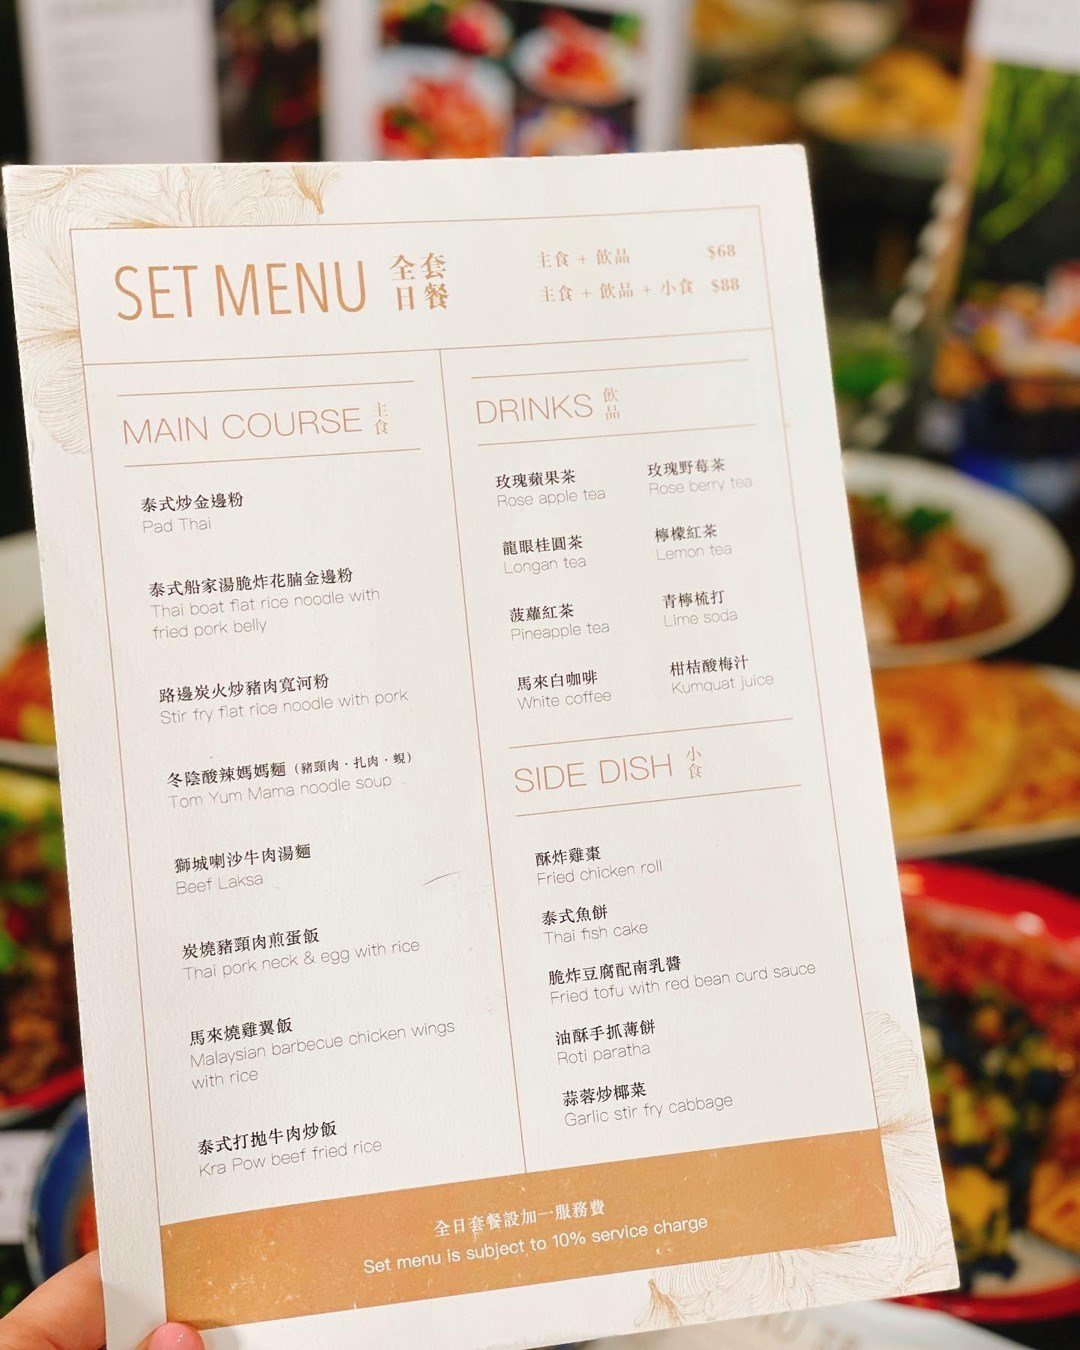 SET MENU 全日套餐
主食 + 飲品 $68
主食 + 飲品 + 小食 $88
MAIN COURSE 主食
泰式炒金邊粉
Pad Thai
泰式船家湯脆炸花腩金邊粉
Thai boat flat rice noodle with
fried pork belly
路邊炭火炒豬肉寬河粉
Stir fry flat rice noodle with pork
冬陰酸辣媽媽麵（豬頸肉·扎肉·蜆）
Tom Yum Mama noodle soup
獅城喇沙牛肉湯麵
Beef Laksa
炭燒豬頸肉煎蛋飯
Thai pork neck & egg with rice
馬來燒雞翼飯
Malaysian barbecue chicken wings
with rice
泰式打拋牛肉炒飯
Kra Pow beef fried rice
DRINKS 飲品
玫瑰蘋果茶
Rose apple tea
玫瑰野莓茶
Rose berry tea
龍眼桂圓茶
Longan tea
檸檬紅茶
Lemon tea
菠蘿紅茶
Pineapple tea
青檸梳打
Lime soda
馬來白咖啡
White coffee
柑桔酸梅汁
Kumquat juice
SIDE DISH 小食
酥炸雞棗
Fried chicken roll
泰式魚餅
Thai fish cake
脆炸豆腐配南乳醬
Fried tofu with red bean curd sauce
油酥手抓薄餅
Roti paratha
蒜蓉炒椰菜
Garlic stir fry cabbage
全日套餐設加一服務費
Set menu is subject to 10% service charge